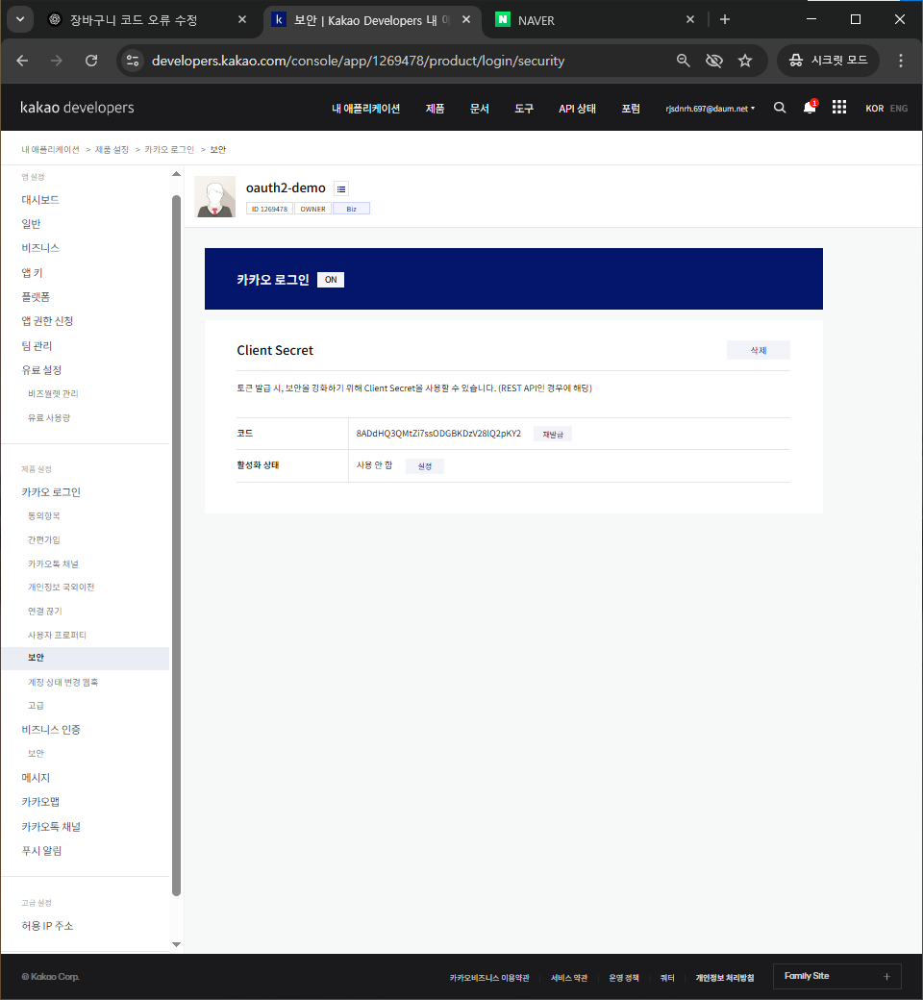 장바구니 코드 오류 수정
보안 | Kakao Developers 내 애
NAVER
developers.kakao.com/console/app/1269478/product/login/security
시크릿 모드
kakao developers
내 애플리케이션 제품 문서 도구 API 상태 포럼
rjsdnrh.697@daum.net
1
KOR ENG
내 애플리케이션 > 제품 설정 > 카카오 로그인 > 보안
앱 설정
대시보드
일반
비즈니스
앱 키
플랫폼
앱 권한 신청
팀 관리
유료 설정
비즈월렛 관리
유료 사용량
제품 설정
카카오 로그인
동의항목
간편가입
카카오톡 채널
개인정보 국외이전
연결 끊기
사용자 프로퍼티
보안
계정 상태 변경 웹훅
고급
비즈니스 인증
보안
메시지
카카오맵
카카오톡 채널
푸시 알림
고급 설정
허용 IP 주소
oauth2-demo
ID 1269478 OWNER Biz
카카오 로그인 ON
Client Secret 삭제
토큰 발급 시, 보안을 강화하기 위해 Client Secret을 사용할 수 있습니다. (REST API인 경우에 해당)
코드 8ADdHQ3QMtZi7ssODGBKDzV28lQ2pKY2 재발급
활성화 상태 사용 안 함 설정
© Kakao Corp.
카카오비즈니스 이용약관 서비스 약관 운영 정책 쿼터 개인정보 처리방침
Family Site